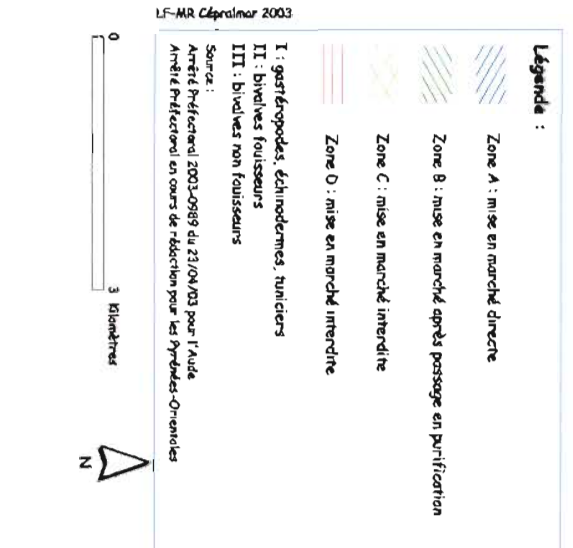 LF-MR Cépralmar 2003
Légende :
Zone A : mise en marché directe
Zone B : mise en marché après passage en purification
Zone C : mise en marché interdite
Zone D : mise en marché interdite
I : gastéropodes, échinodermes, tuniciers
II : bivalves fouisseurs
III : bivalves non fouisseurs
Source :
Arrêté Préfectoral 2003-0989 du 23/04/03 pour l'Aude
Arrêté Préfectoral en cours de rédaction pour les Pyrénées-Orientales
0 3 Kilomètres
N